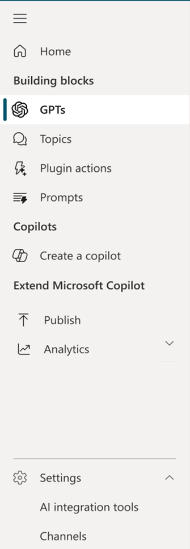 Home
Building blocks
GPTs
Topics
Plugin actions
Prompts
Copilots
Create a copilot
Extend Microsoft Copilot
Publish
Analytics
Settings
AI integration tools
Channels